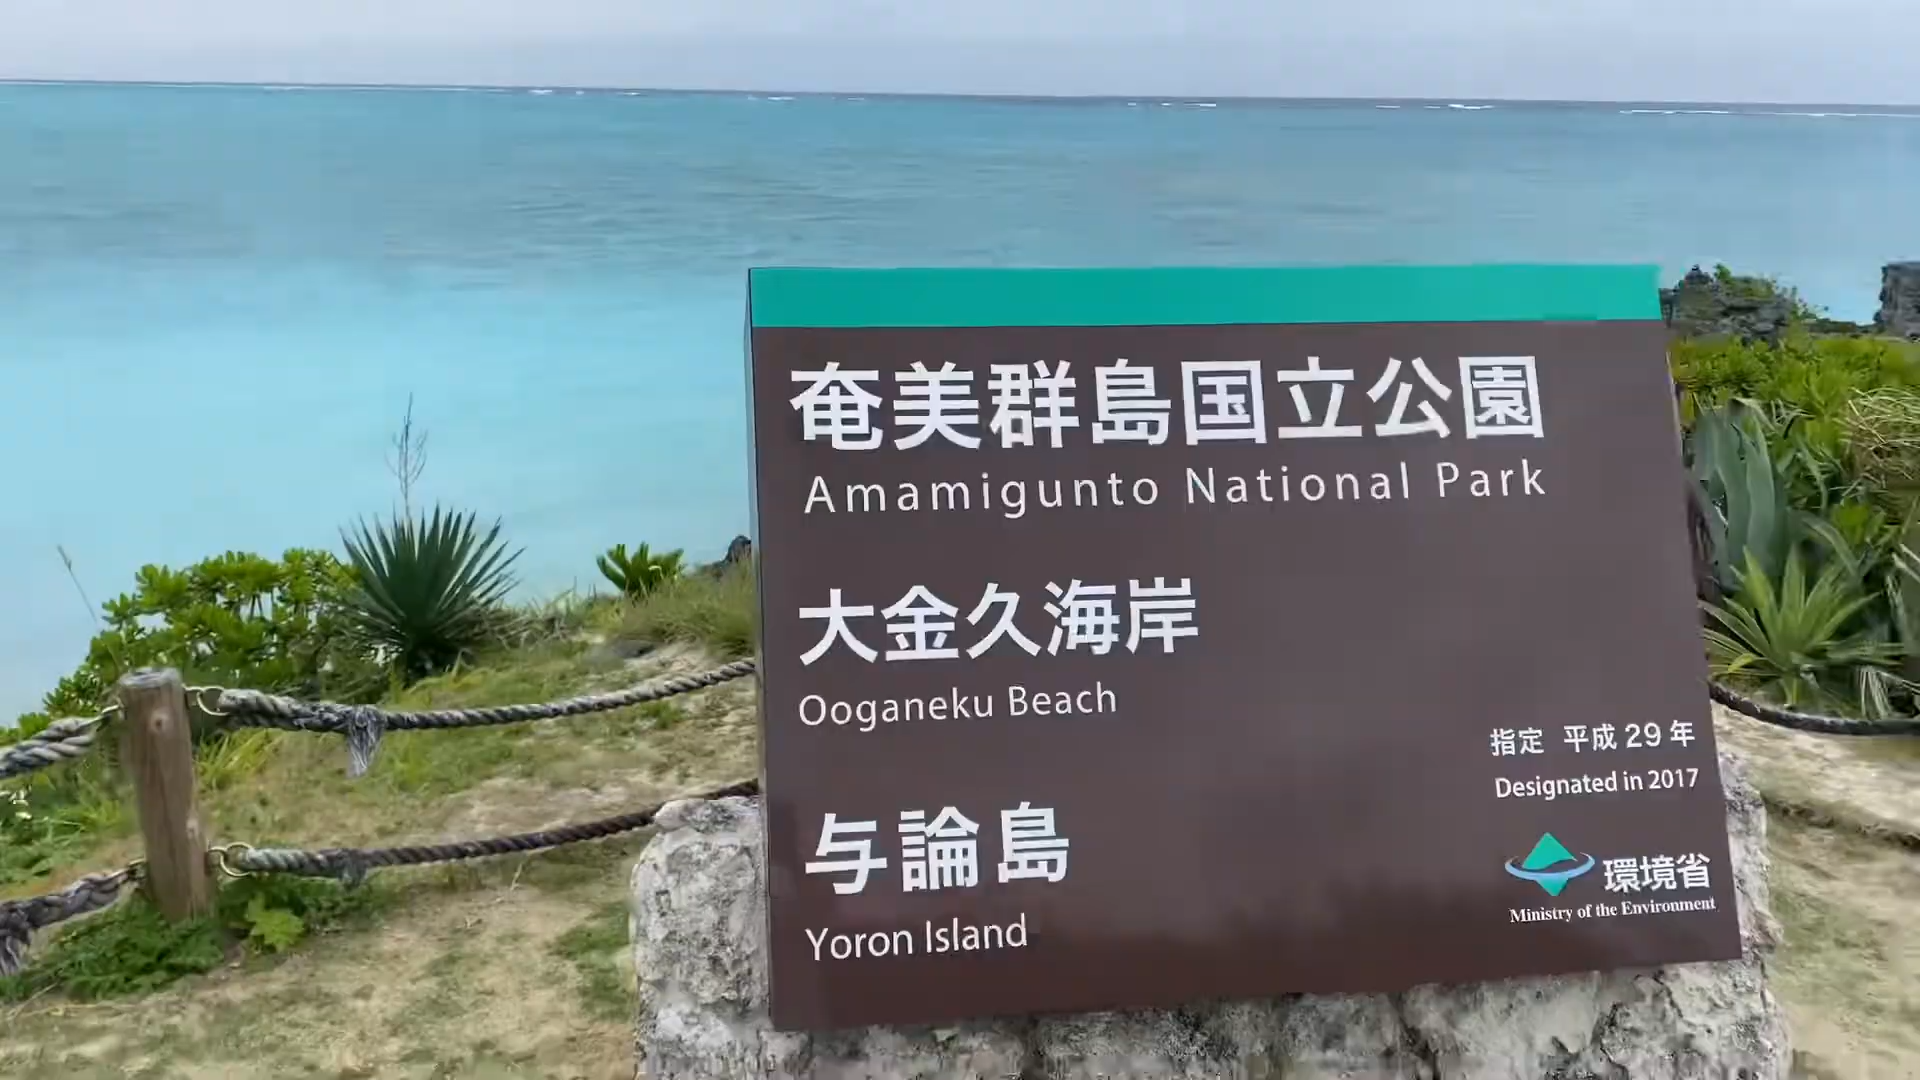 奄美群島国立公園
Amamigunto National Park
大金久海岸
Ooganeku Beach
与論島
Yoron Island
指定 平成 29 年
Designated in 2017
環境省
Ministry of the Environment